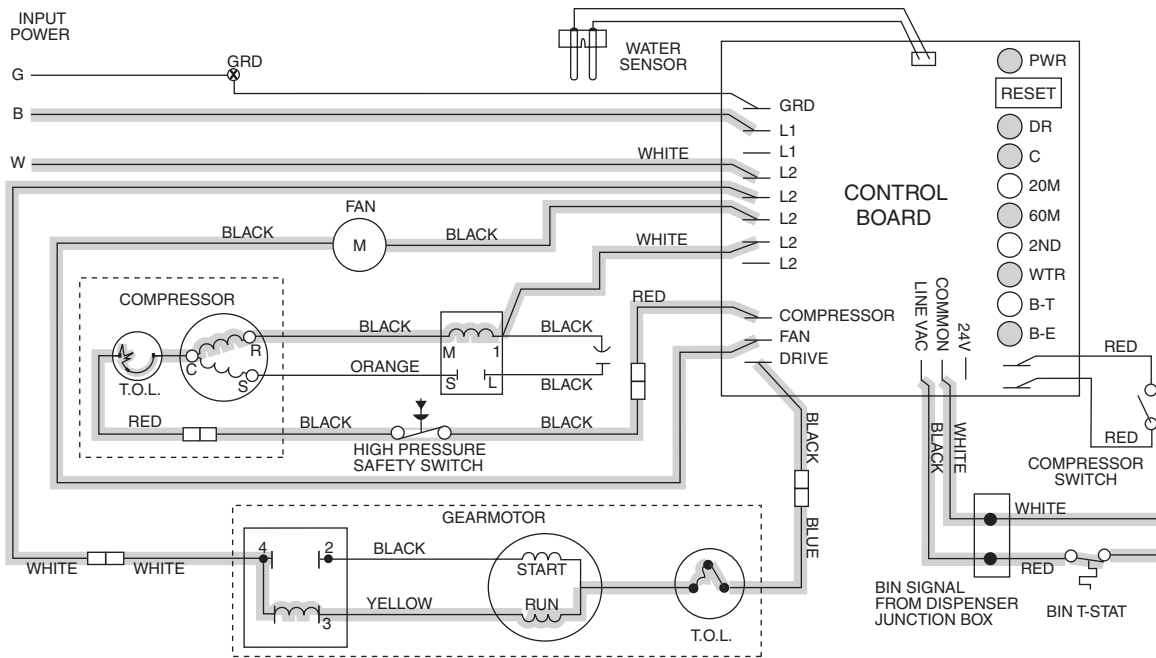 INPUT
POWER
G
GRD
B
W
WHITE
WATER
SENSOR
GRD
L1
L1
L2
L2
L2
L2
L2
CONTROL
BOARD
PWR
RESET
DR
C
20M
60M
2ND
WTR
B-T
B-E
FAN
M
BLACK
BLACK
WHITE
COMPRESSOR
T.O.L.
C
R
S
BLACK
ORANGE
M
1
S
L
BLACK
BLACK
RED
COMPRESSOR
FAN
DRIVE
LINE VAC
COMMON
24V
RED
RED
COMPRESSOR
SWITCH
RED
BLACK
HIGH PRESSURE
SAFETY SWITCH
BLACK
BLACK
BLUE
BLACK
WHITE
WHITE
RED
BIN SIGNAL
FROM DISPENSER
JUNCTION BOX
BIN T-STAT
GEARMOTOR
WHITE
WHITE
4
2
3
BLACK
YELLOW
START
RUN
T.O.L.